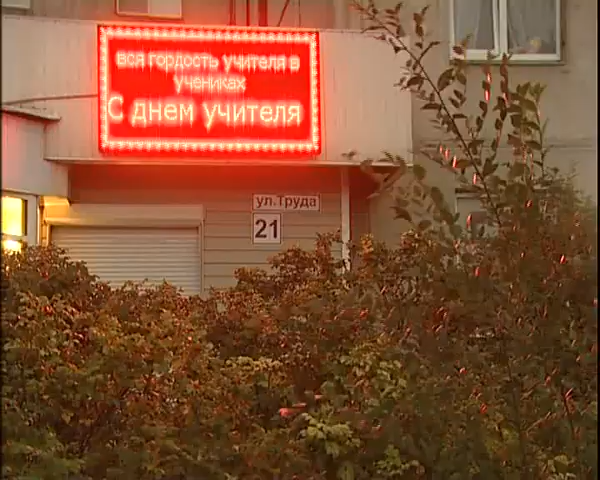 вся гордость учителя в
учениках
С днем учителя
ул.Труда
21